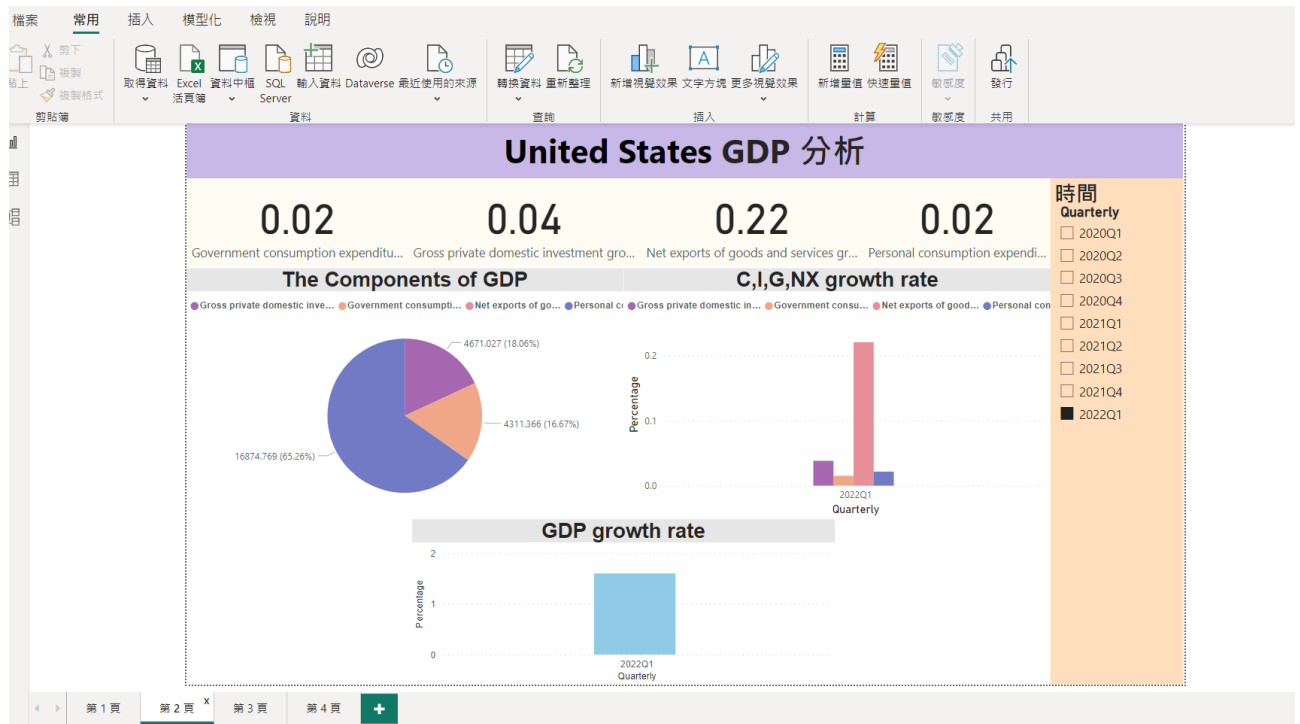 檔案 常用 插入 模型化 檢視 說明
貼上 剪下 複製 複製格式
取得資料 Excel 活頁簿 資料中樞 SQL Server 輸入資料 Dataverse 最近使用的來源
轉換資料 重新整理
新增視覺效果 文字方塊 更多視覺效果
新增量值 快速量值
敏感度
發行
剪貼簿 資料 查詢 插入 計算 敏感度 共用
United States GDP 分析
0.02 0.04 0.22 0.02
Government consumption expenditu... Gross private domestic investment gro... Net exports of goods and services gr... Personal consumption expendi...
時間
Quarterly
2020Q1
2020Q2
2020Q3
2020Q4
2021Q1
2021Q2
2021Q3
2021Q4
2022Q1
The Components of GDP
Gross private domestic inve... Government consumpti... Net exports of go... Personal c
4671.027 (18.06%)
4311.366 (16.67%)
16874.769 (65.26%)
C,I,G,NX growth rate
Gross private domestic in... Government consu... Net exports of good... Personal con
Percentage
0.2
0.1
0.0
2022Q1
Quarterly
GDP growth rate
Percentage
2
1
0
2022Q1
Quarterly
第 1 頁 第 2 頁 x 第 3 頁 第 4 頁 +